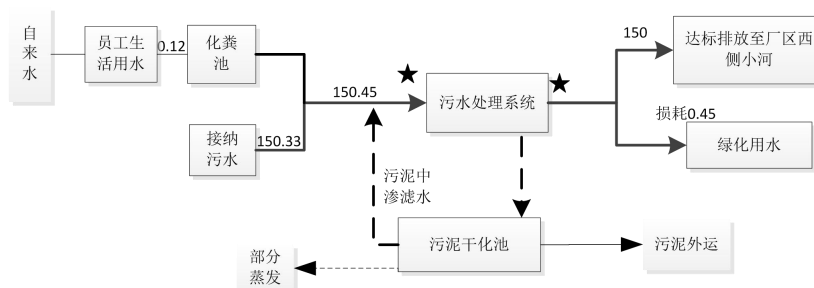 自
来
水
员工生
活用水
0.12
化粪
池
接纳
污水
150.33
150.45
★
污水处理系统
★
150
达标排放至厂区西
侧小河
损耗0.45
绿化用水
污泥中
渗滤水
污泥干化池
污泥外运
部分
蒸发